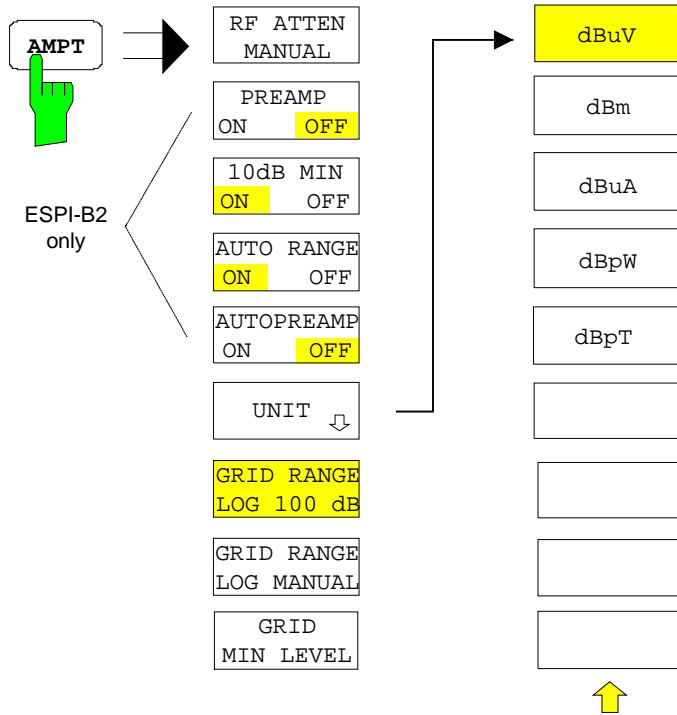 AMPT
ESPI-B2
only
RF ATTEN
MANUAL
PREAMP
ON OFF
10dB MIN
ON OFF
AUTO RANGE
ON OFF
AUTOPREAMP
ON OFF
UNIT
GRID RANGE
LOG 100 dB
GRID RANGE
LOG MANUAL
GRID
MIN LEVEL
dBuV
dBm
dBuA
dBpW
dBpT